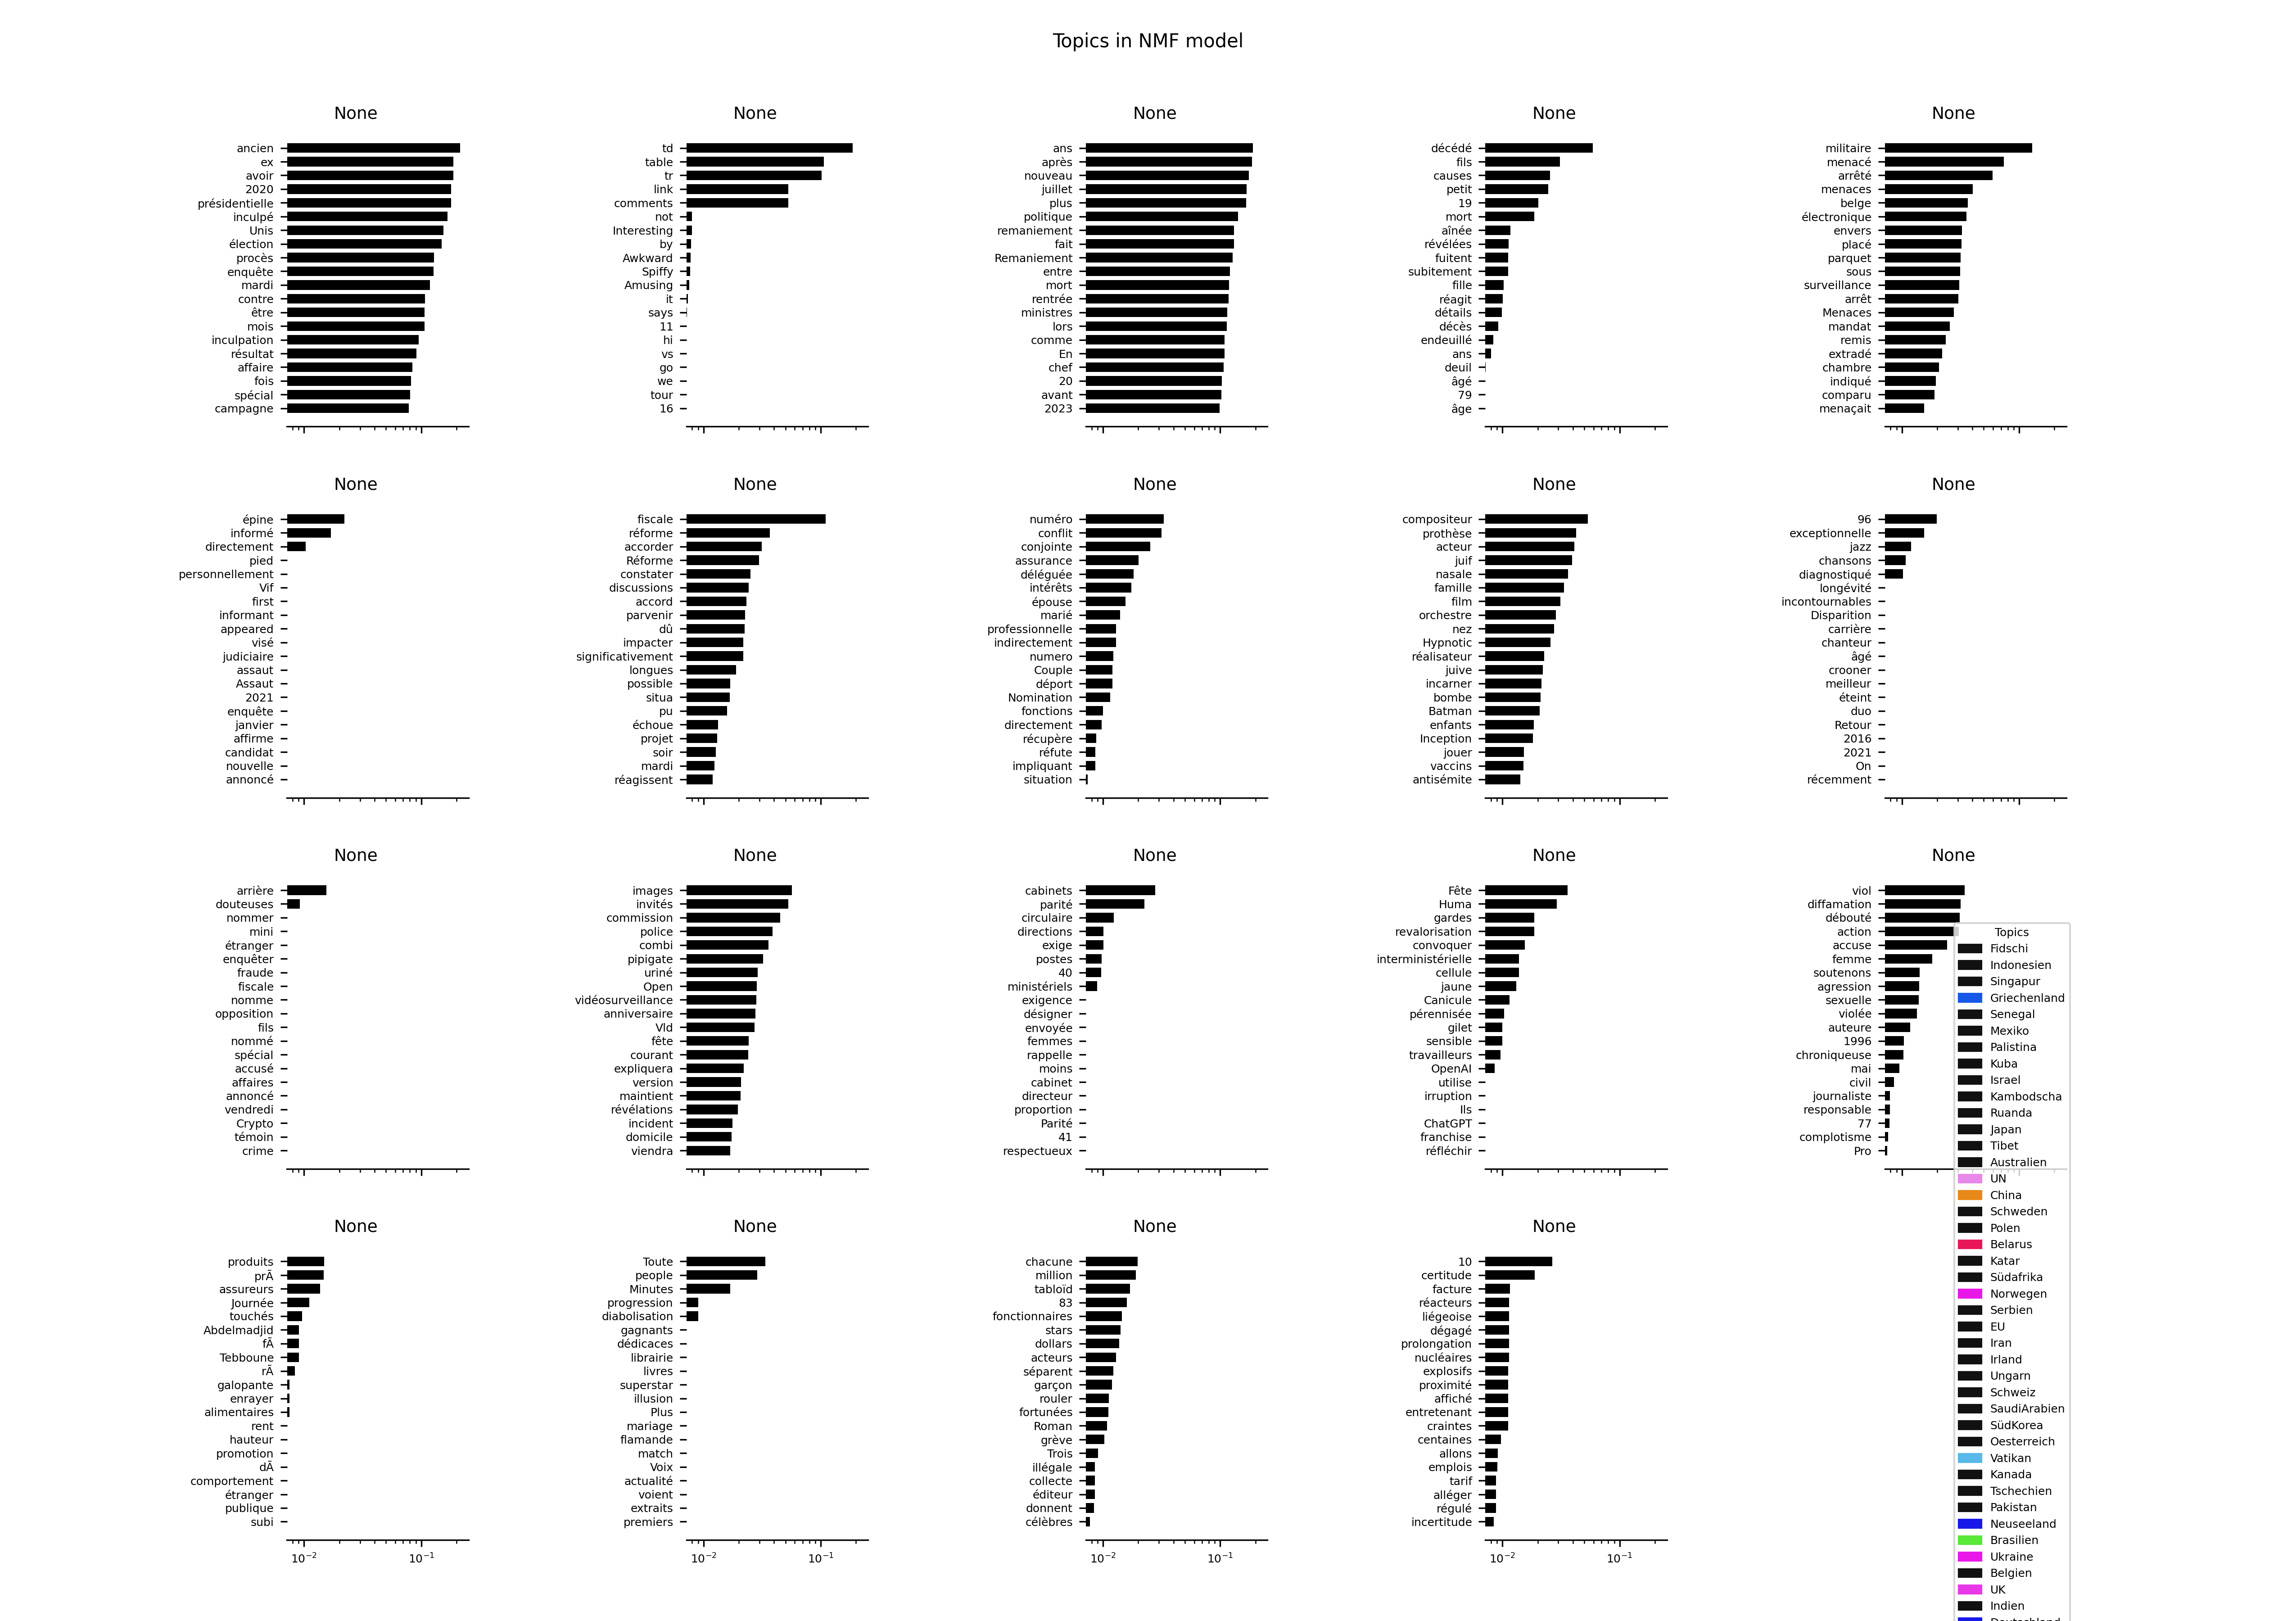 Topics in NMF model
None
ancien
ex
avoir
2020
présidentielle
inculpé
Unis
élection
procès
enquête
mardi
contre
être
mois
inculpation
résultat
affaire
fois
spécial
campagne
None
td
table
tr
link
comments
not
Interesting
by
Awkward
Spiffy
Amusing
it
says
11
hi
vs
go
we
tour
16
None
ans
après
nouveau
juillet
plus
politique
remaniement
fait
Remaniement
entre
mort
rentrée
ministres
lors
comme
En
chef
20
avant
2023
None
décédé
fils
causes
petit
19
mort
aînée
révélées
fuitent
subitement
fille
réagit
détails
décès
endeuillé
ans
deuil
âgé
79
âge
None
militaire
menacé
arrêté
menaces
belge
électronique
envers
placé
parquet
sous
surveillance
arrêt
Menaces
mandat
remis
extradé
chambre
indiqué
comparu
menaçait
None
épine
informé
directement
pied
personnellement
Vif
first
informant
appeared
visé
judiciaire
assaut
Assaut
2021
enquête
janvier
affirme
candidat
nouvelle
annoncé
None
fiscale
réforme
accorder
Réforme
constater
discussions
accord
parvenir
dû
impacter
significativement
longues
possible
situa
pu
échoue
projet
soir
mardi
réagissent
None
numéro
conflit
conjointe
assurance
déléguée
intérêts
épouse
marié
professionnelle
indirectement
numero
Couple
déport
Nomination
fonctions
directement
récupère
réfute
impliquant
situation
None
compositeur
prothèse
acteur
juif
nasale
famille
film
orchestre
nez
Hypnotic
réalisateur
juive
incarner
bombe
Batman
enfants
Inception
jouer
vaccins
antisémite
None
96
exceptionnelle
jazz
chansons
diagnostiqué
longévité
incontournables
Disparition
carrière
chanteur
âgé
crooner
meilleur
éteint
duo
Retour
2016
2021
On
récemment
None
arrière
douteuses
nommer
mini
étranger
enquêter
fraude
fiscale
nomme
opposition
fils
nommé
spécial
accusé
affaires
annoncé
vendredi
Crypto
témoin
crime
None
images
invités
commission
police
combi
pipigate
uriné
Open
vidéosurveillance
anniversaire
Vld
fête
courant
expliquera
version
maintient
révélations
incident
domicile
viendra
None
cabinets
parité
circulaire
directions
exige
postes
40
ministériels
exigence
désigner
envoyée
femmes
rappelle
moins
cabinet
directeur
proportion
Parité
41
respectueux
None
Fête
Huma
gardes
revalorisation
convoquer
interministérielle
cellule
jaune
Canicule
pérennisée
gilet
sensible
travailleurs
OpenAI
utilise
irruption
Ils
ChatGPT
franchise
réfléchir
None
viol
diffamation
débouté
action
accuse
femme
soutenons
agression
sexuelle
violée
auteure
1996
chroniqueuse
mai
civil
journaliste
responsable
77
complotisme
Pro
None
produits
prÃ
assureurs
Journée
touchés
Abdelmadjid
fÃ
Tebboune
rÃ
galopante
enrayer
alimentaires
rent
hauteur
promotion
dÃ
comportement
étranger
publique
subi
10⁻² 10⁻¹
None
Toute
people
Minutes
progression
diabolisation
gagnants
dédicaces
librairie
livres
superstar
illusion
Plus
mariage
flamande
match
Voix
actualité
voient
extraits
premiers
10⁻² 10⁻¹
None
chacune
million
tabloïd
83
fonctionnaires
stars
dollars
acteurs
séparent
garçon
rouler
fortunées
Roman
grève
Trois
illégale
collecte
éditeur
donnent
célèbres
10⁻² 10⁻¹
None
10
certitude
facture
réacteurs
liégeoise
dégagé
prolongation
nucléaires
explosifs
proximité
affiché
entretenant
craintes
centaines
allons
emplois
tarif
alléger
régulé
incertitude
10⁻² 10⁻¹
Topics
Fidschi
Indonesien
Singapur
Griechenland
Senegal
Mexiko
Palistina
Kuba
Israel
Kambodscha
Ruanda
Japan
Tibet
Australien
UN
China
Schweden
Polen
Belarus
Katar
Südafrika
Norwegen
Serbien
EU
Iran
Irland
Ungarn
Schweiz
SaudiArabien
SüdKorea
Oesterreich
Vatikan
Kanada
Tschechien
Pakistan
Neuseeland
Brasilien
Ukraine
Belgien
UK
Indien